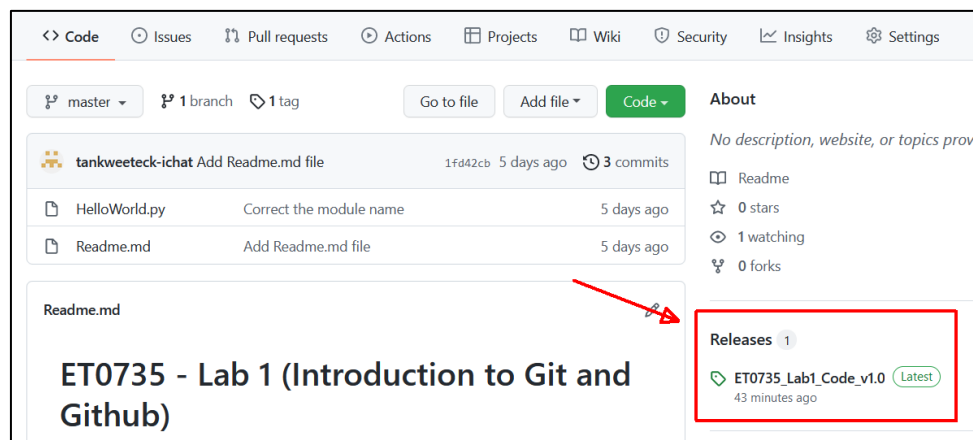 Code Issues Pull requests Actions Projects Wiki Security Insights Settings
master 1 branch 1 tag Go to file Add file Code
tankweeteck-ichat Add Readme.md file 1fd42cb 5 days ago 3 commits
HelloWorld.py Correct the module name 5 days ago
Readme.md Add Readme.md file 5 days ago
Readme.md
ET0735 - Lab 1 (Introduction to Git and
Github)
About
No description, website, or topics prov
Readme
0 stars
1 watching
0 forks
Releases 1
ET0735_Lab1_Code_v1.0 Latest
43 minutes ago